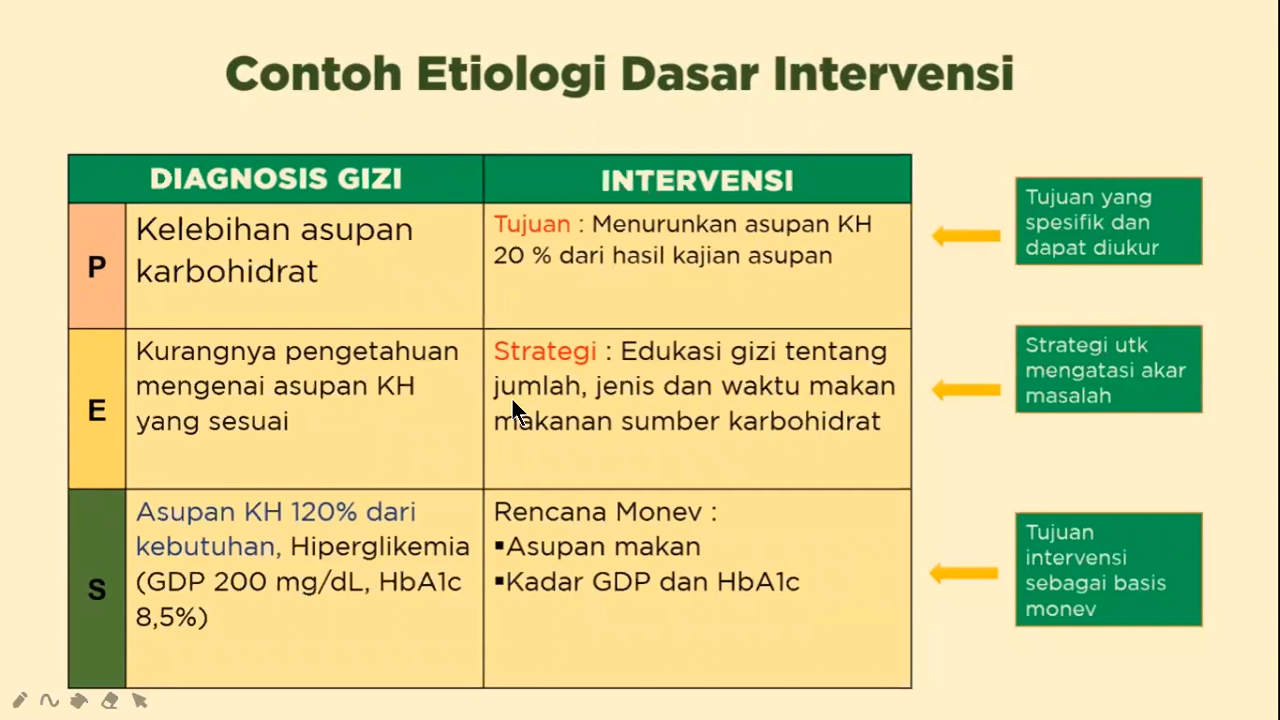 Contoh Etiologi Dasar Intervensi
DIAGNOSIS GIZI
INTERVENSI
P
Kelebihan asupan
karbohidrat
Tujuan : Menurunkan asupan KH
20 % dari hasil kajian asupan
Tujuan yang
spesifik dan
dapat diukur
E
Kurangnya pengetahuan
mengenai asupan KH
yang sesuai
Strategi : Edukasi gizi tentang
jumlah, jenis dan waktu makan
makanan sumber karbohidrat
Strategi utk
mengatasi akar
masalah
S
Asupan KH 120% dari
kebutuhan, Hiperglikemia
(GDP 200 mg/dL, HbA1c
8,5%)
Rencana Monev :
▪Asupan makan
▪Kadar GDP dan HbA1c
Tujuan
intervensi
sebagai basis
monev